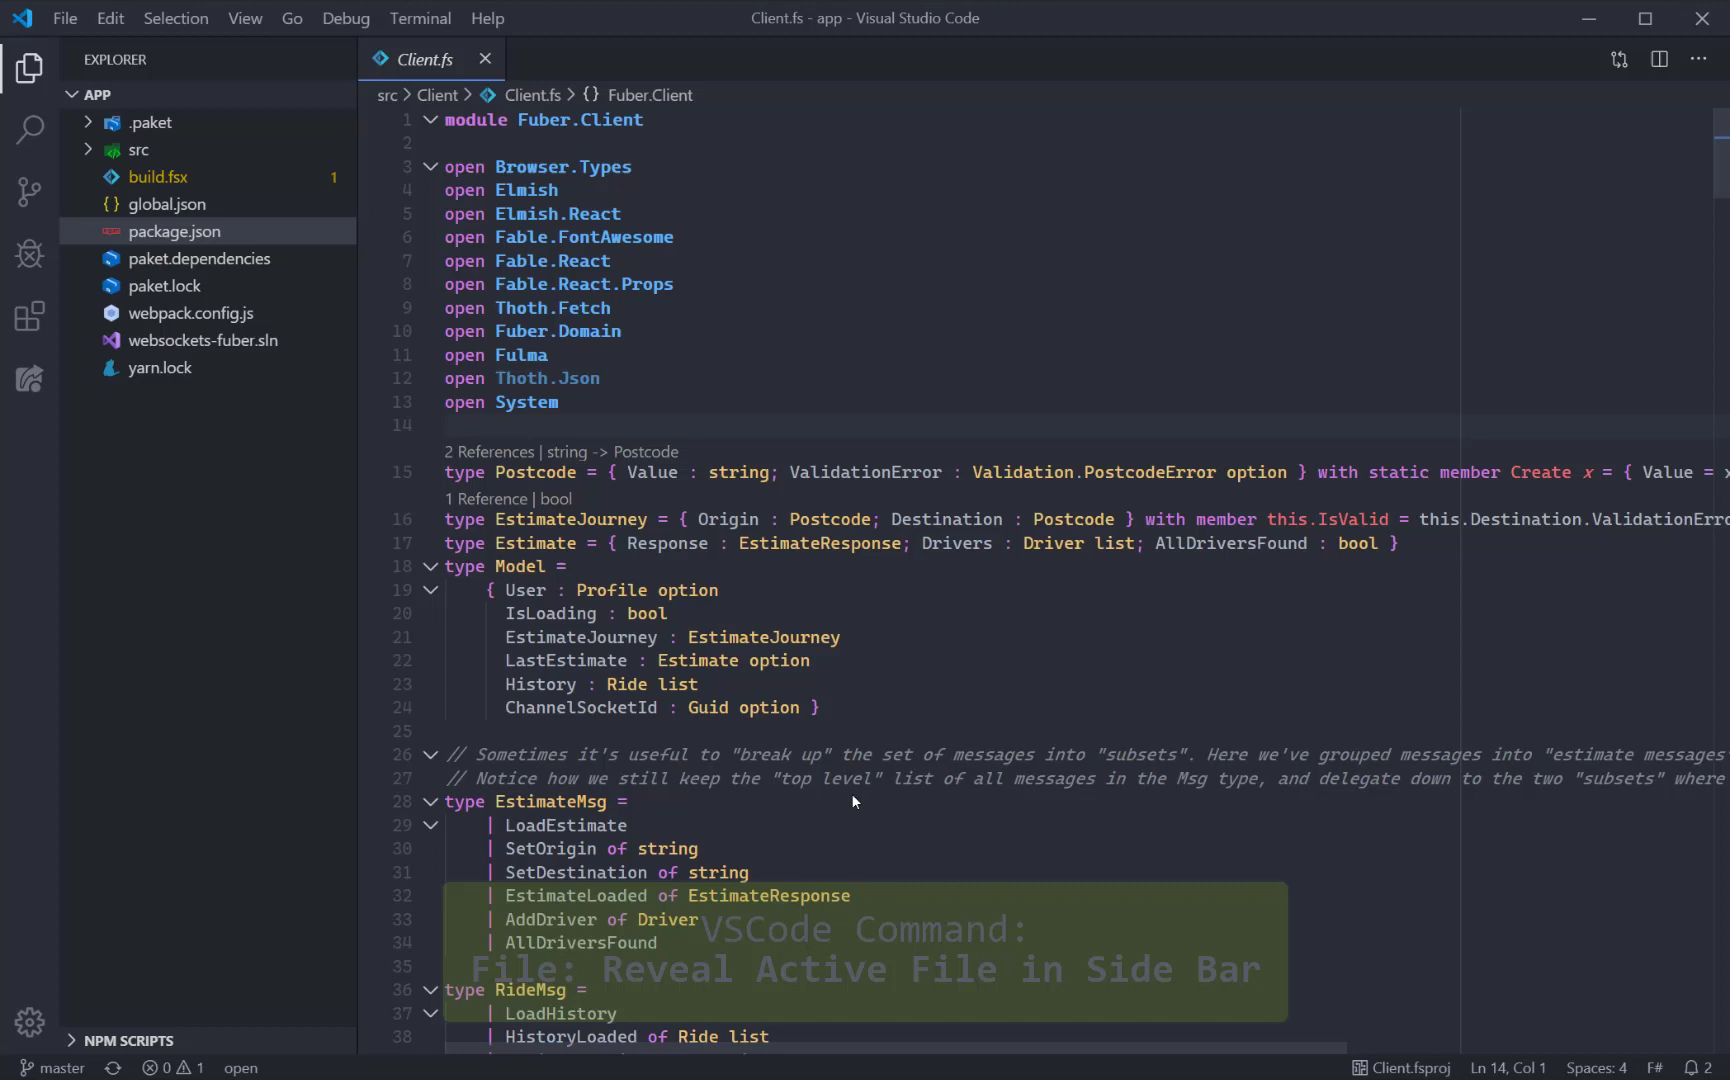 File Edit Selection View Go Debug Terminal Help
Client.fs - app - Visual Studio Code
EXPLORER
APP
.paket
src
build.fsx 1
global.json
package.json
paket.dependencies
paket.lock
webpack.config.js
websockets-fuber.sln
yarn.lock
NPM SCRIPTS
Client.fs
src > Client > Client.fs > {} Fuber.Client
1 module Fuber.Client
2
3 open Browser.Types
4 open Elmish
5 open Elmish.React
6 open Fable.FontAwesome
7 open Fable.React
8 open Fable.React.Props
9 open Thoth.Fetch
10 open Fuber.Domain
11 open Fulma
12 open Thoth.Json
13 open System
14
2 References | string -> Postcode
15 type Postcode = { Value : string; ValidationError : Validation.PostcodeError option } with static member Create x = { Value = x
1 Reference | bool
16 type EstimateJourney = { Origin : Postcode; Destination : Postcode } with member this.IsValid = this.Destination.ValidationErro
17 type Estimate = { Response : EstimateResponse; Drivers : Driver list; AllDriversFound : bool }
18 type Model =
19 { User : Profile option
20 IsLoading : bool
21 EstimateJourney : EstimateJourney
22 LastEstimate : Estimate option
23 History : Ride list
24 ChannelSocketId : Guid option }
25
26 // Sometimes it's useful to "break up" the set of messages into "subsets". Here we've grouped messages into "estimate messages"
27 // Notice how we still keep the "top level" list of all messages in the Msg type, and delegate down to the two "subsets" where
28 type EstimateMsg =
29 | LoadEstimate
30 | SetOrigin of string
31 | SetDestination of string
32 | EstimateLoaded of EstimateResponse
33 | AddDriver of Driver
34 | AllDriversFound
35
36 type RideMsg =
37 | LoadHistory
38 | HistoryLoaded of Ride list
VSCode Command:
File: Reveal Active File in Side Bar
master 0 1 open
Client.fsproj Ln 14, Col 1 Spaces: 4 F# 2